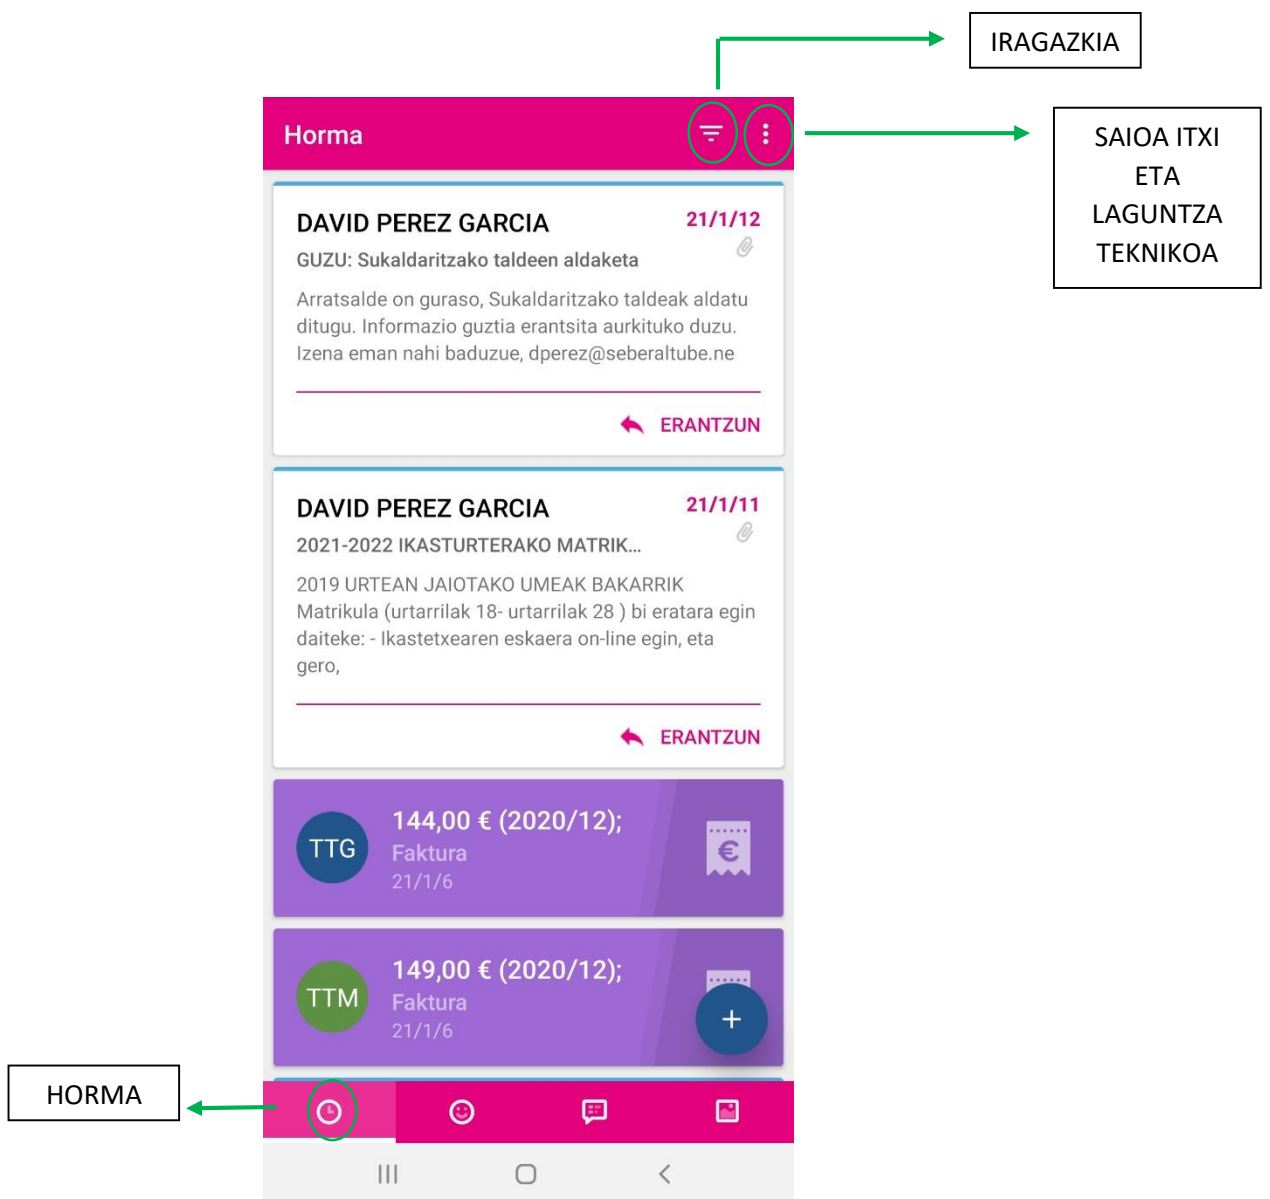 IRAGAZKIA
Horma
SAIOA ITXI
ETA
LAGUNTZA
TEKNIKOA
DAVID PEREZ GARCIA
21/1/12
GUZU: Sukaldaritzako taldeen aldaketa
Arratsalde on guraso, Sukaldaritzako taldeak aldatu
ditugu. Informazio guztia erantsita aurkituko duzu.
Izena eman nahi baduzue, dperez@seberaltube.ne
ERANTZUN
DAVID PEREZ GARCIA
21/1/11
2021-2022 IKASTURTERAKO MATRIK...
2019 URTEAN JAIOTAKO UMEAK BAKARRIK
Matrikula (urtarrilak 18- urtarrilak 28 ) bi eratara egin
daiteke: - Ikastetxearen eskaera on-line egin, eta
gero,
ERANTZUN
TTG
144,00 € (2020/12);
Faktura
21/1/6
€
TTM
149,00 € (2020/12);
Faktura
21/1/6
+
HORMA